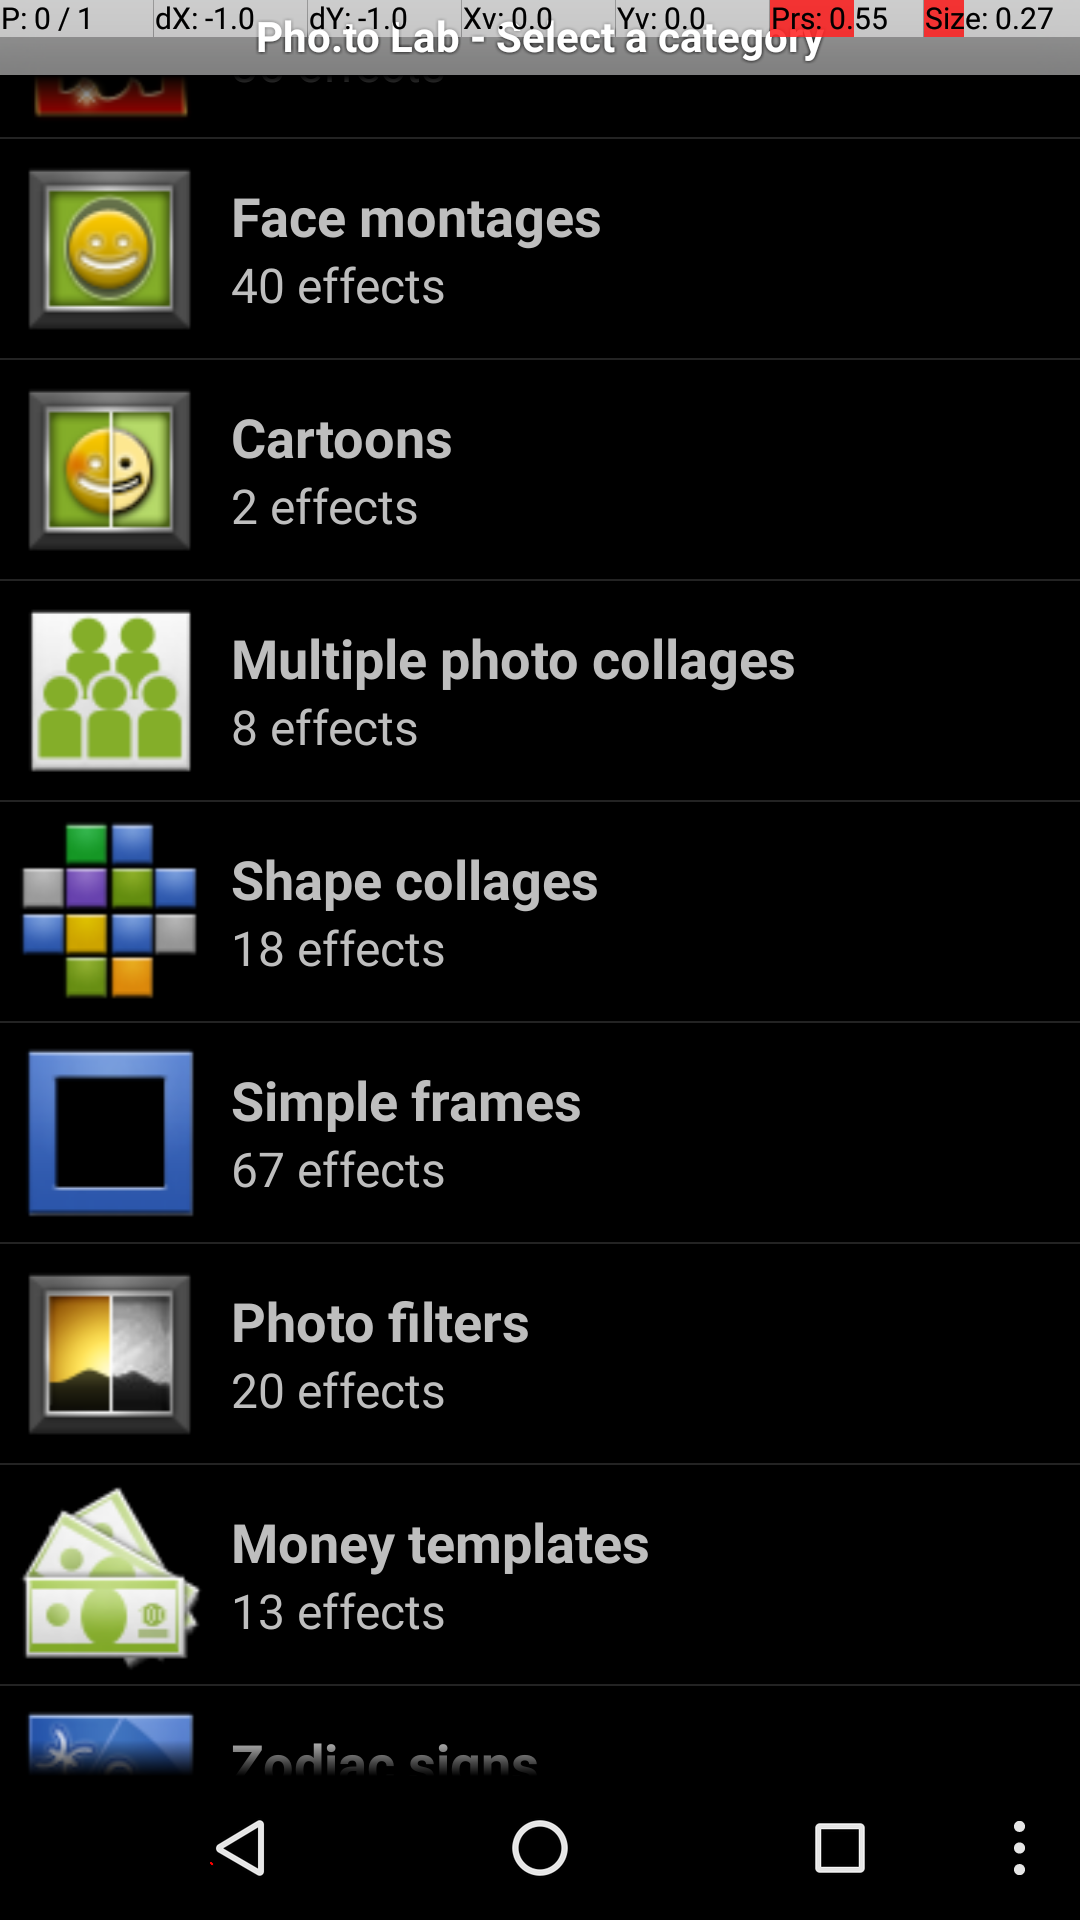 P: 0 / 1 dX: -1.0 dY: -1.0 Xv: 0.0 Yv: 0.0 Prs: 0.55 Size: 0.27
Pho.to Lab - Select a category
Face montages
40 effects
Cartoons
2 effects
Multiple photo collages
8 effects
Shape collages
18 effects
Simple frames
67 effects
Photo filters
20 effects
Money templates
13 effects
Zodiac signs